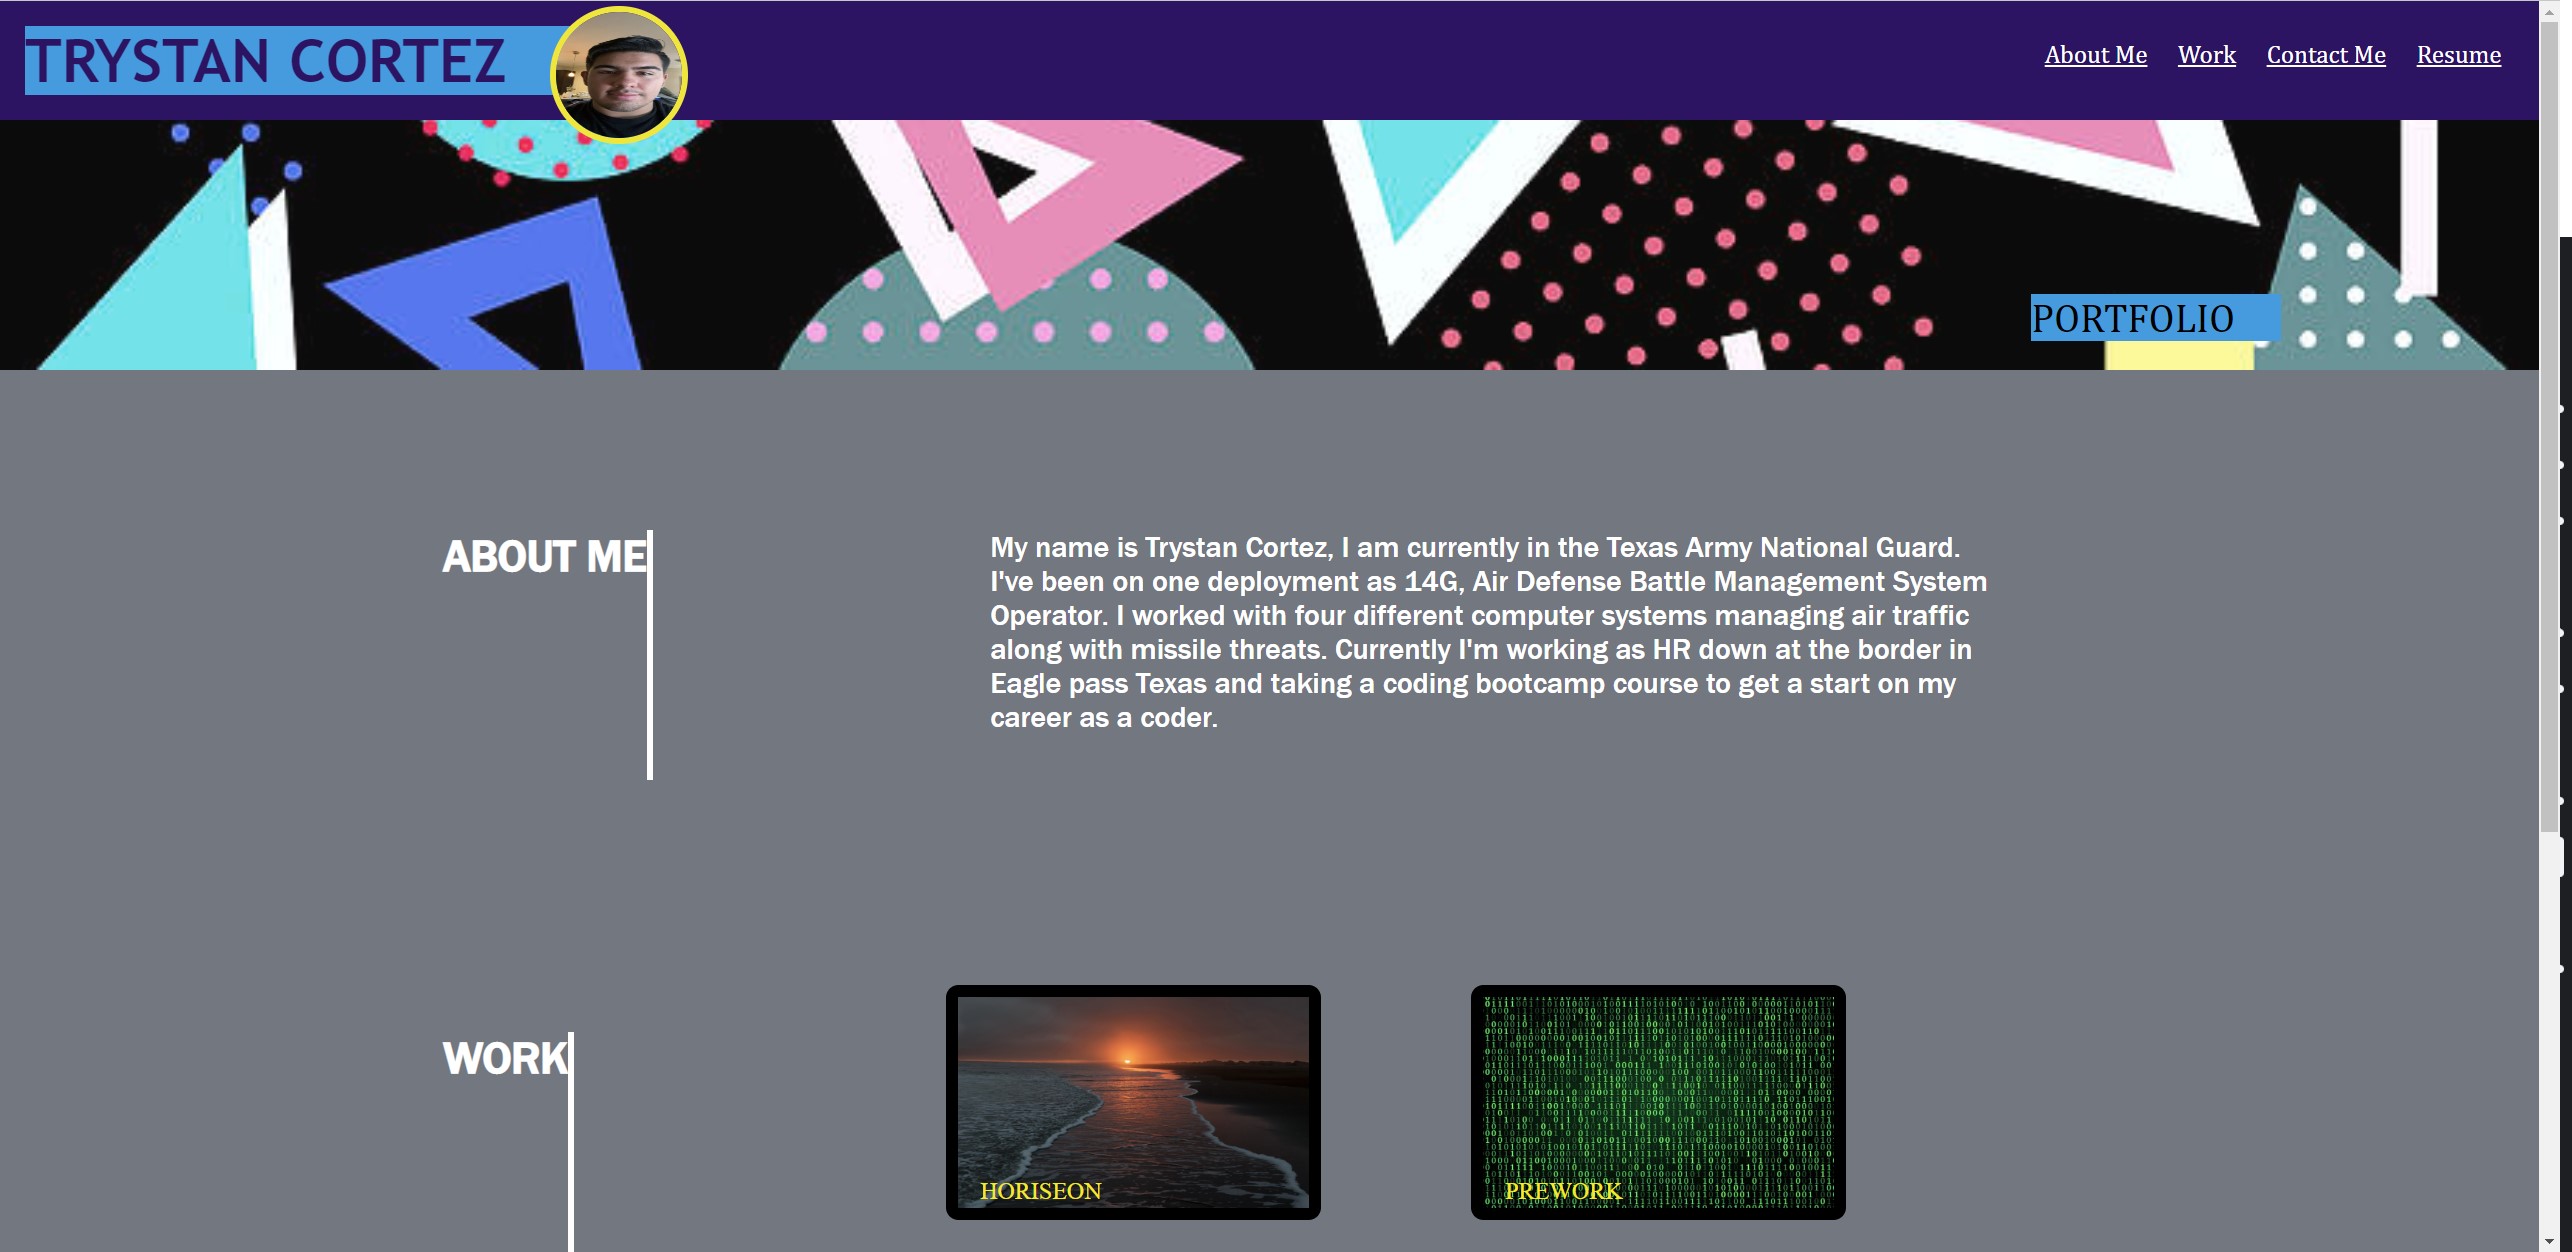 TRYSTAN CORTEZ
About Me Work Contact Me Resume
PORTFOLIO
ABOUT ME
My name is Trystan Cortez, I am currently in the Texas Army National Guard.
I've been on one deployment as 14G, Air Defense Battle Management System
Operator. I worked with four different computer systems managing air traffic
along with missile threats. Currently I'm working as HR down at the border in
Eagle pass Texas and taking a coding bootcamp course to get a start on my
career as a coder.
WORK
HORISEON
PREWORK